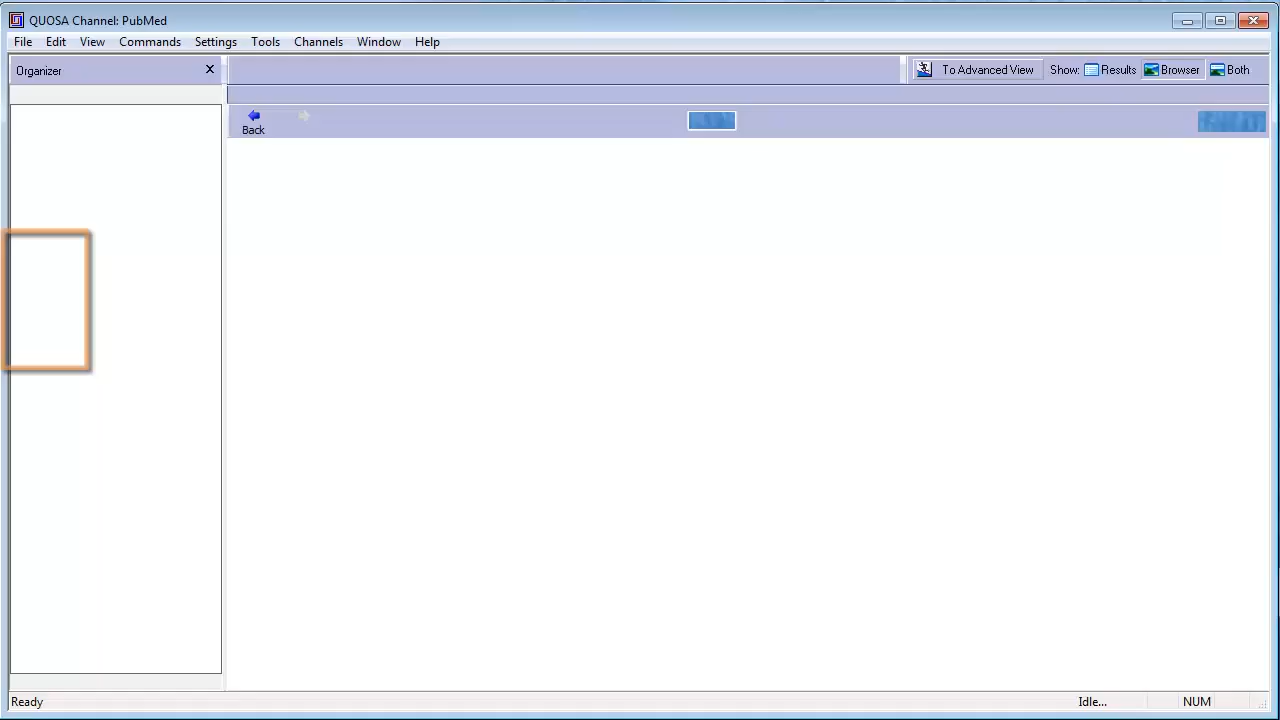 QUOSA Channel: PubMed
File Edit View Commands Settings Tools Channels Window Help
Organizer X To Advanced View Show: Results Browser Both
Back
Ready Idle... NUM